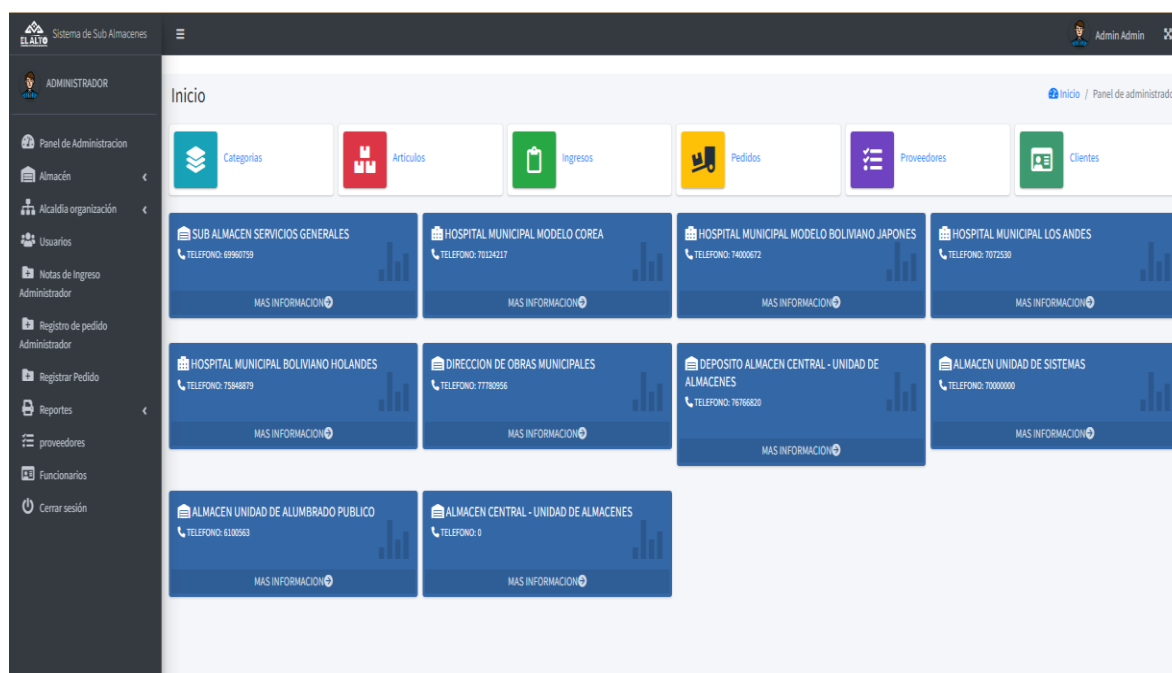 EL ALTO
Sistema de Sub Almacenes
Admin Admin
ADMINISTRADOR
Inicio
Inicio / Panel de administrado
Panel de Administracion
Almacén
Alcaldia organización
Usuarios
Notas de Ingreso
Administrador
Registro de pedido
Administrador
Registrar Pedido
Reportes
proveedores
Funcionarios
Cerrar sesión
Categorias
Articulos
Ingresos
Pedidos
Proveedores
Clientes
SUB ALMACEN SERVICIOS GENERALES
TELEFONO: 69960759
MAS INFORMACION
HOSPITAL MUNICIPAL MODELO COREA
TELEFONO: 70124217
MAS INFORMACION
HOSPITAL MUNICIPAL MODELO BOLIVIANO JAPONES
TELEFONO: 74000672
MAS INFORMACION
HOSPITAL MUNICIPAL LOS ANDES
TELEFONO: 7072530
MAS INFORMACION
HOSPITAL MUNICIPAL BOLIVIANO HOLANDES
TELEFONO: 75848879
MAS INFORMACION
DIRECCION DE OBRAS MUNICIPALES
TELEFONO: 77780956
MAS INFORMACION
DEPOSITO ALMACEN CENTRAL - UNIDAD DE
ALMACENES
TELEFONO: 76766820
MAS INFORMACION
ALMACEN UNIDAD DE SISTEMAS
TELEFONO: 70000000
MAS INFORMACION
ALMACEN UNIDAD DE ALUMBRADO PUBLICO
TELEFONO: 6100563
MAS INFORMACION
ALMACEN CENTRAL - UNIDAD DE ALMACENES
TELEFONO: 0
MAS INFORMACION